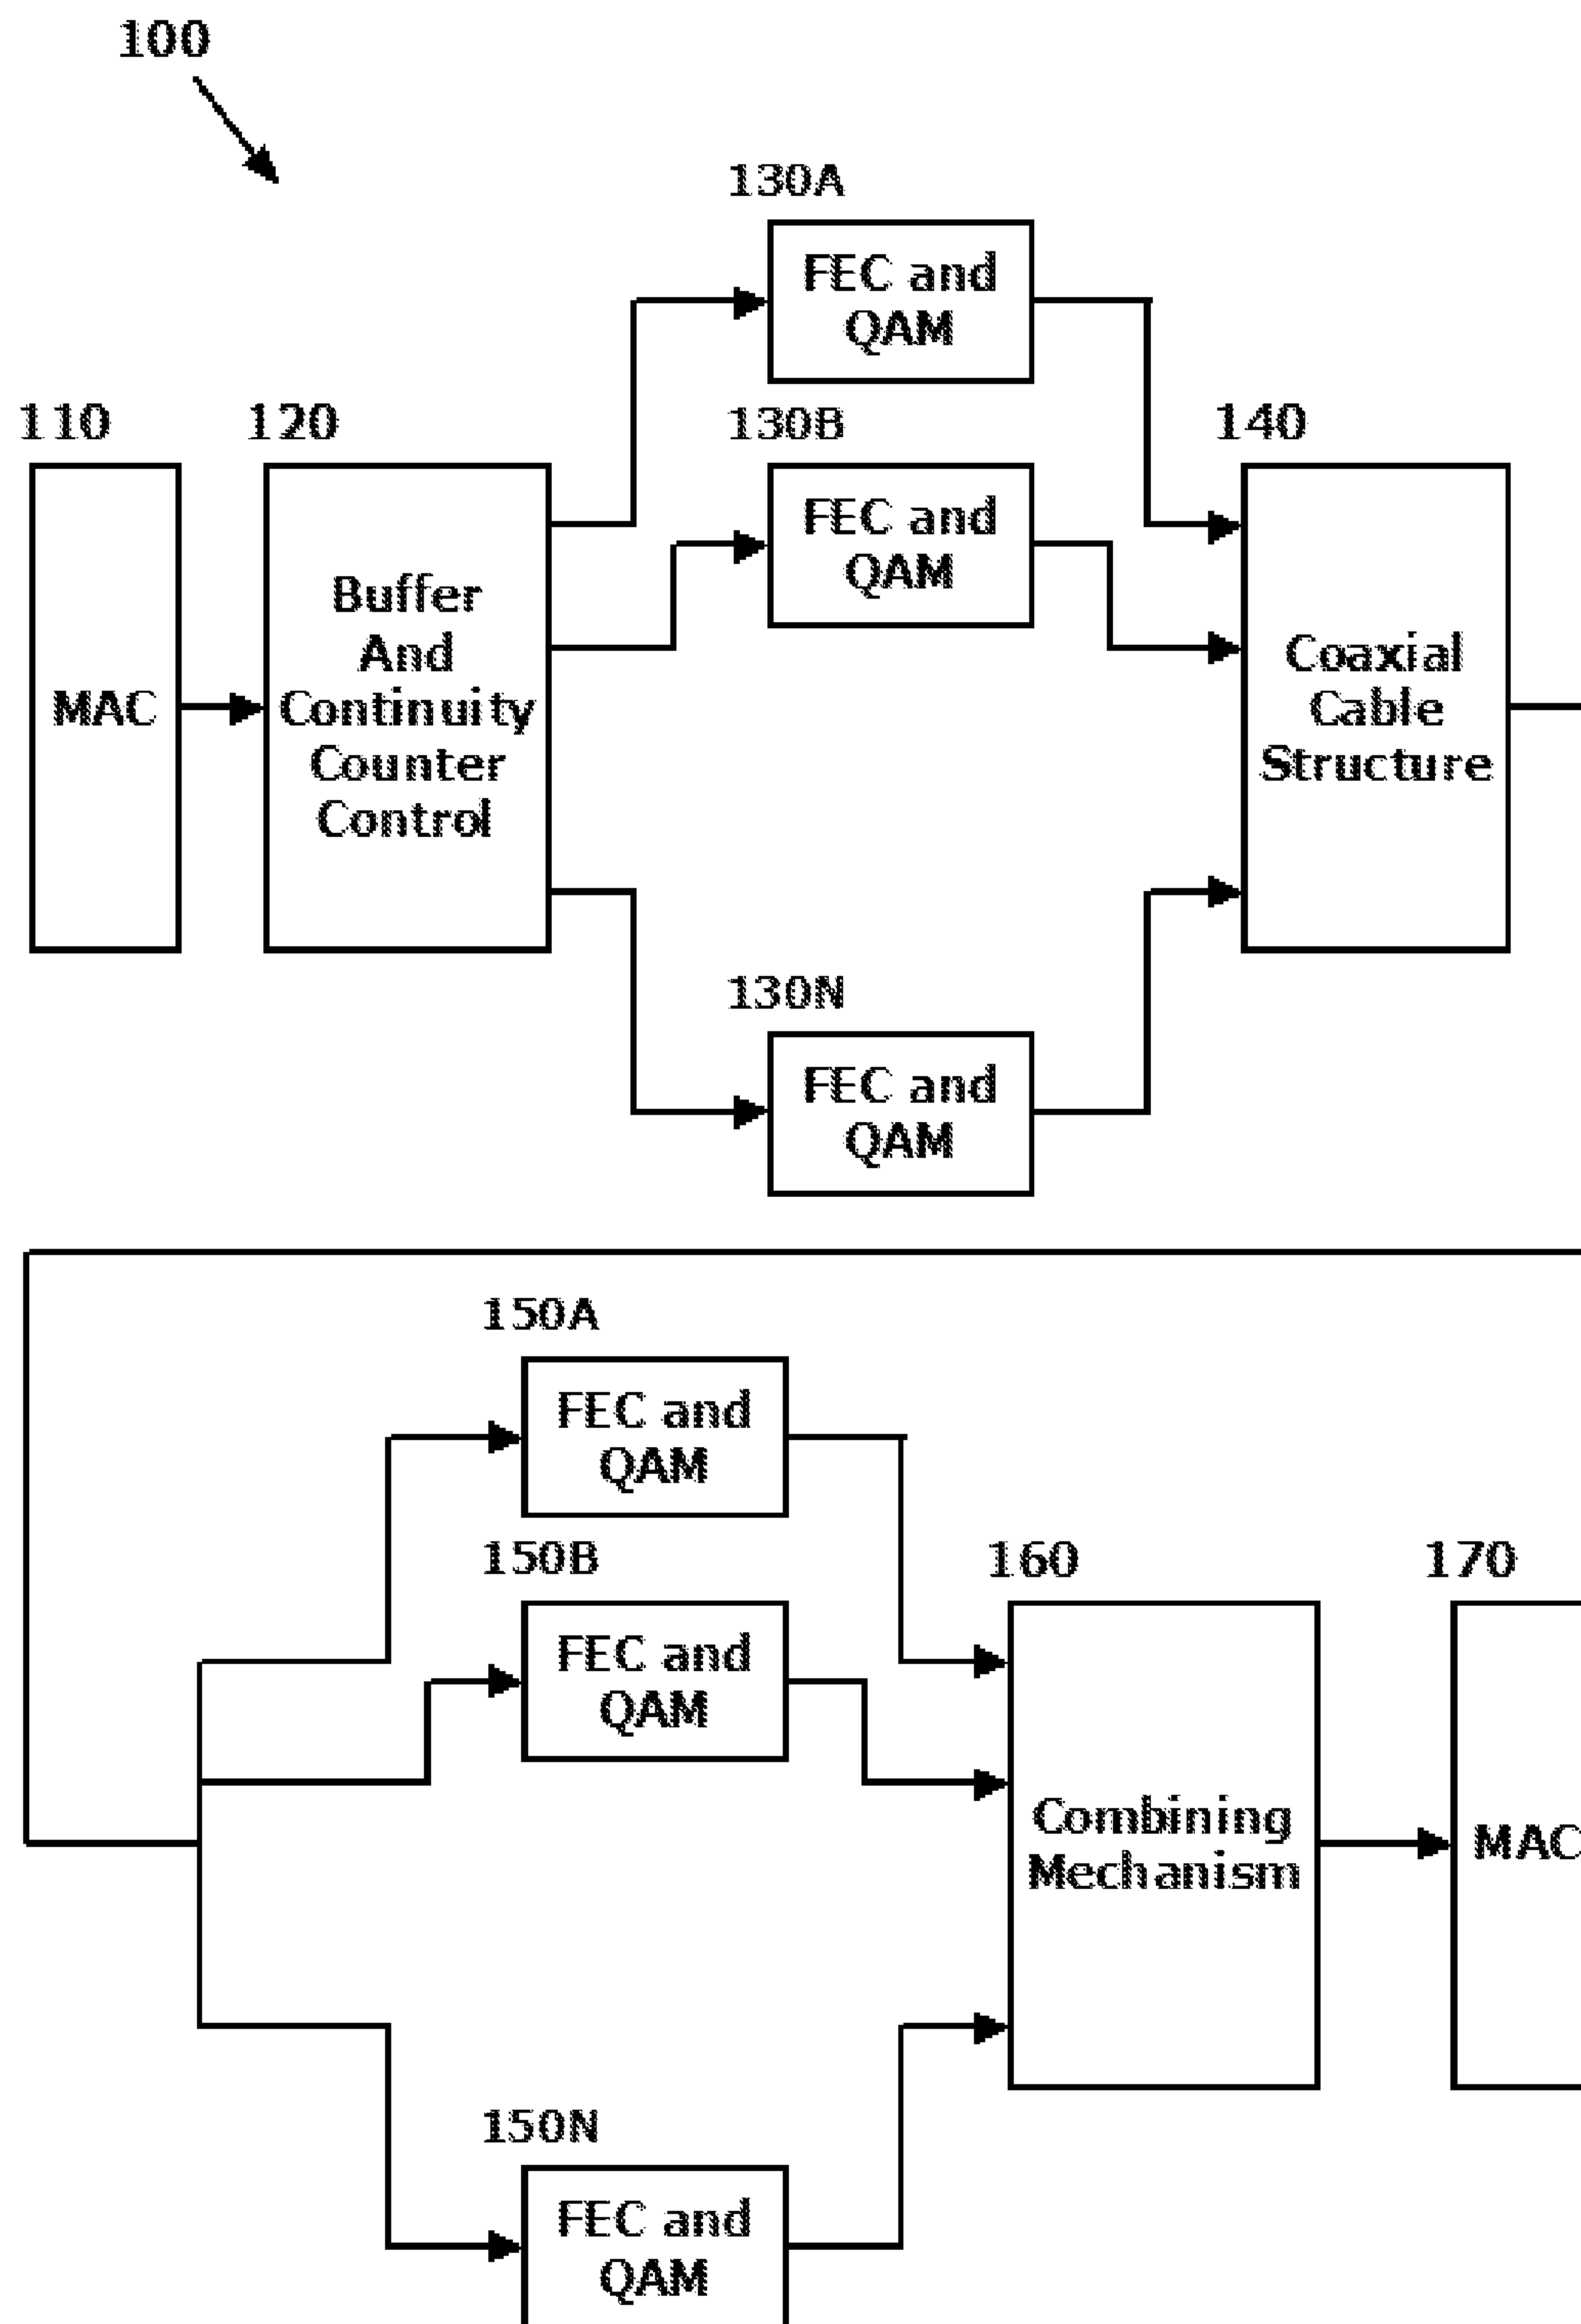 100
130A
FEC and
QAM
110
120
130B
140
MAC
Buffer
And
Continuity
Counter
Control
FEC and
QAM
Coaxial
Cable
Structure
130N
FEC and
QAM
150A
FEC and
QAM
150B
160
170
FEC and
QAM
Combining
Mechanism
MAC
150N
FEC and
QAM